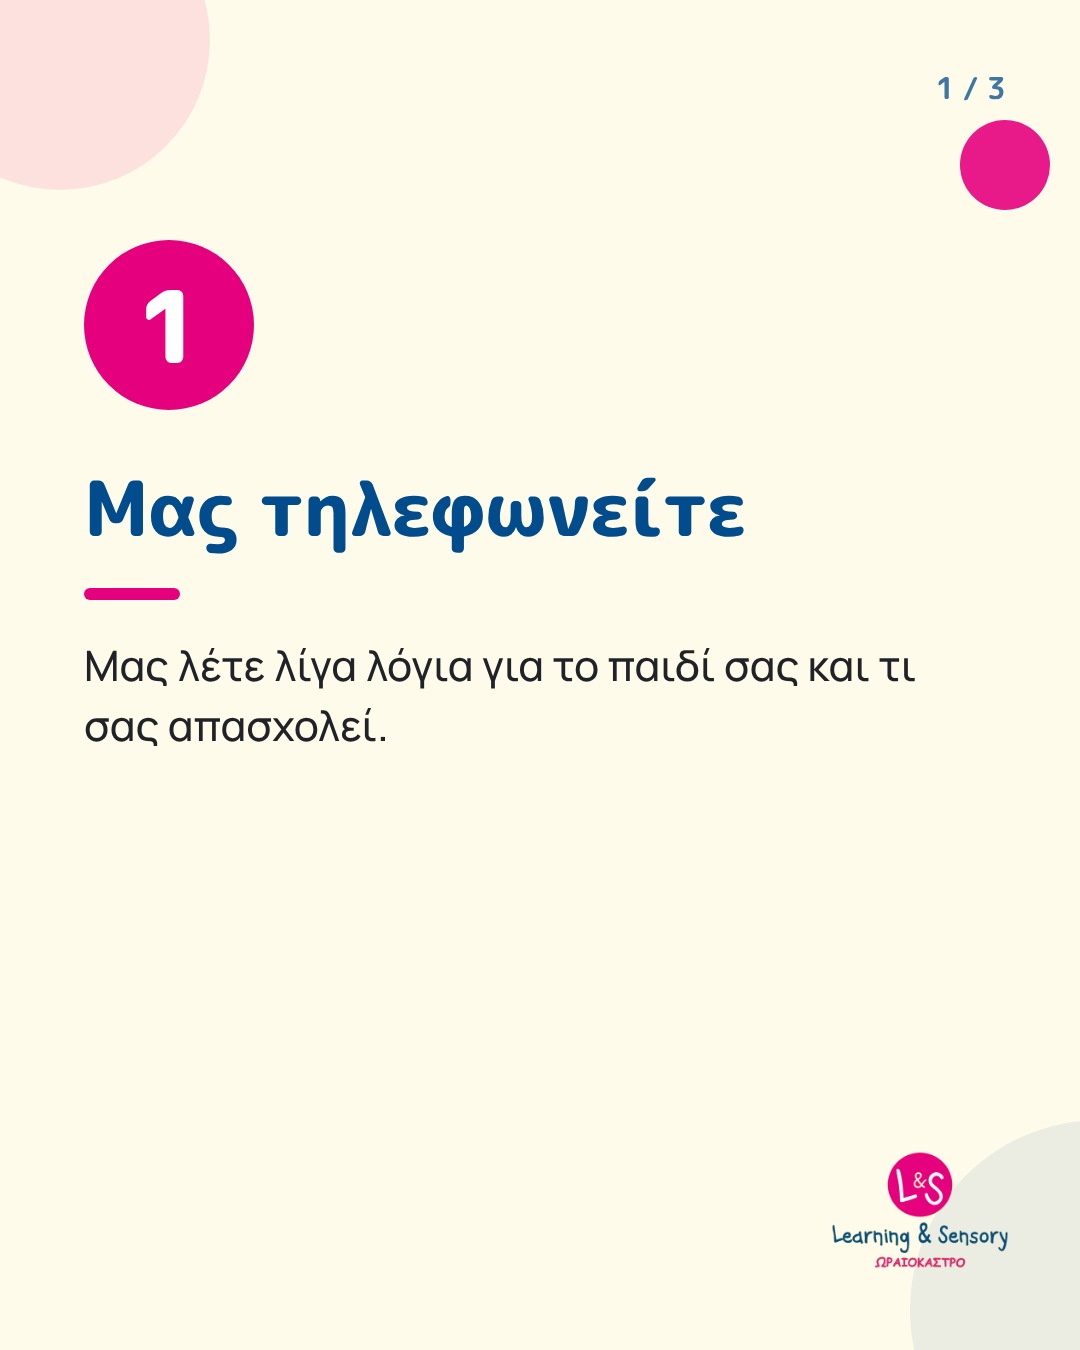 1 / 3
1
Μας τηλεφωνείτε
Μας λέτε λίγα λόγια για το παιδί σας και τι
σας απασχολεί.
L&S
Learning & Sensory
ΩΡΑΙΟΚΑΣΤΡΟ